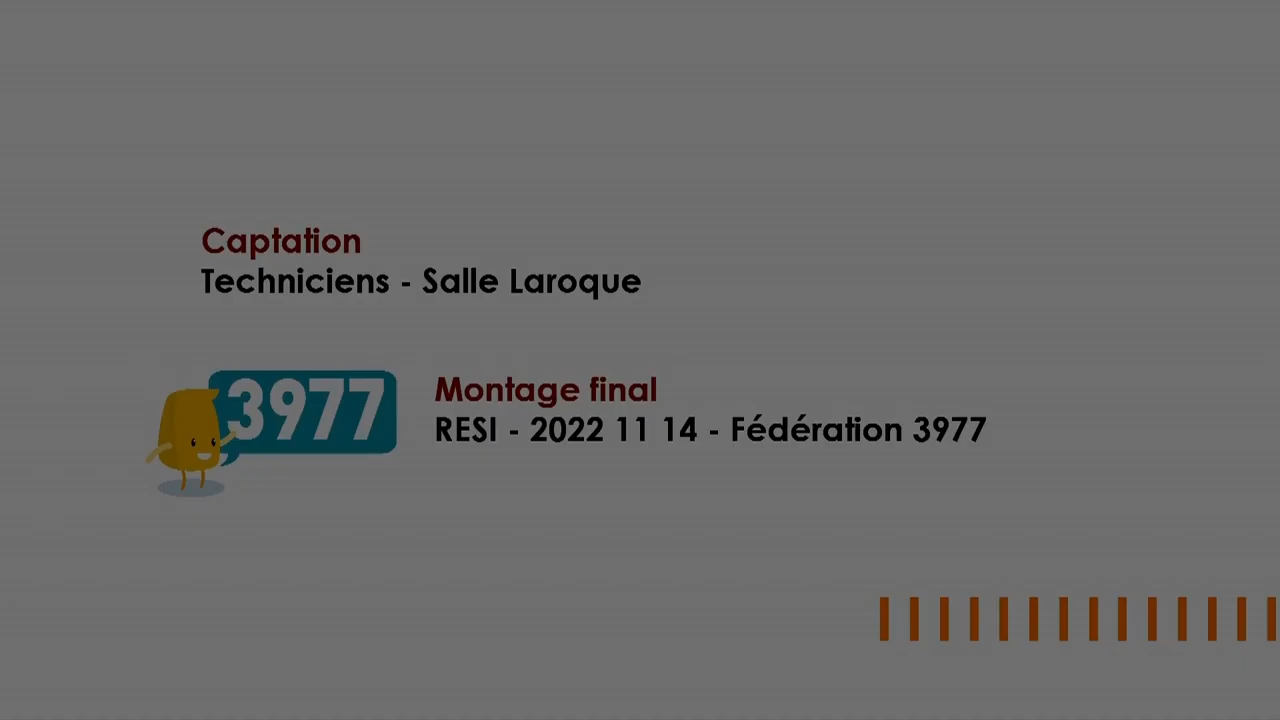 Captation
Techniciens - Salle Laroque
3977
Montage final
RESI - 2022 11 14 - Fédération 3977